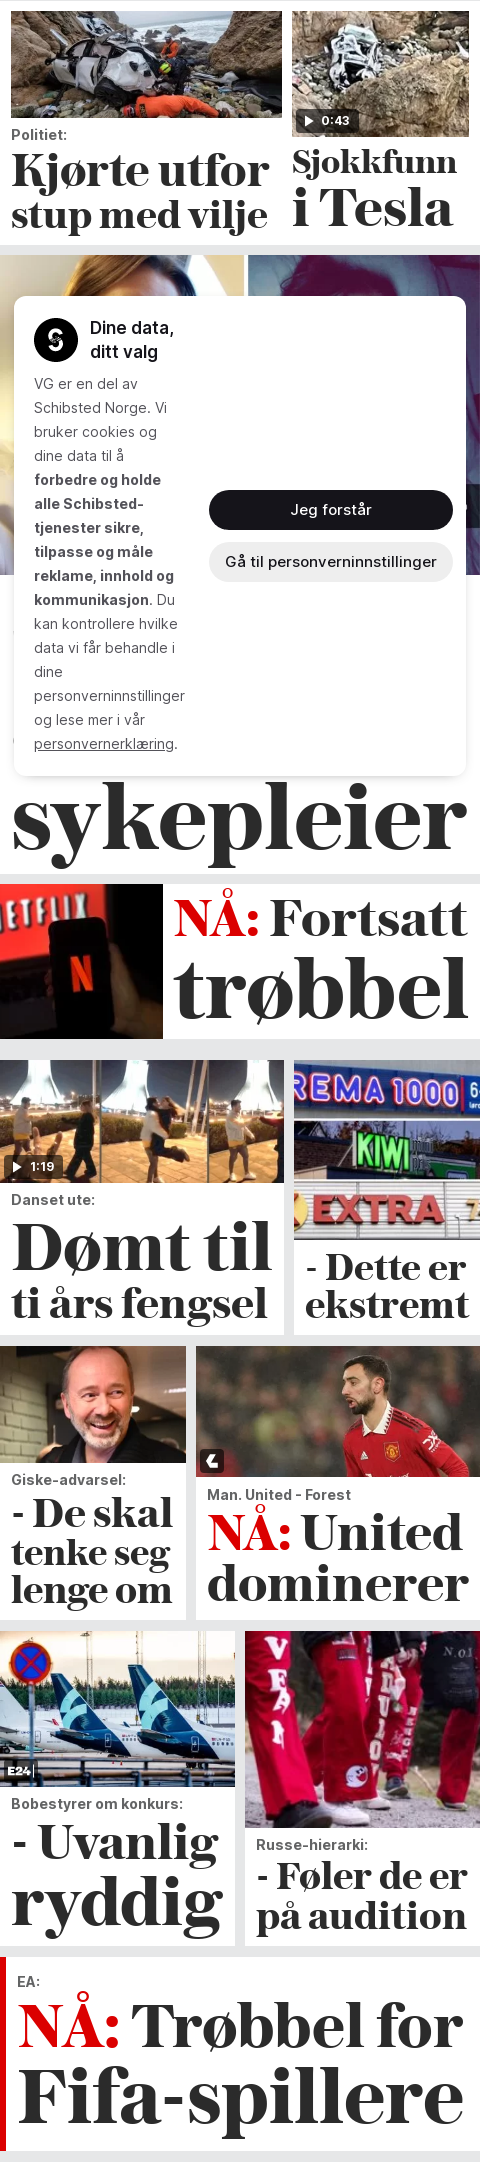 Politiet:
Kjørte utfor
stup med vilje
0:43
Sjokkfunn
i Tesla
Dine data,
ditt valg
VG er en del av
Schibsted Norge. Vi
bruker cookies og
dine data til å
forbedre og holde
alle Schibsted-
tjenester sikre,
tilpasse og måle
reklame, innhold og
kommunikasjon. Du
kan kontrollere hvilke
data vi får behandle i
dine
personverninnstillinger
og lese mer i vår
personvernerklæring.
Jeg forstår
Gå til personverninnstillinger
sykepleier
NETFLIX
N
NÅ: Fortsatt
trøbbel
1:19
Danset ute:
Dømt til
ti års fengsel
REMA 1000
KIWI
EXTRA
- Dette er
ekstremt
Giske-advarsel:
- De skal
tenke seg
lenge om
Man. United - Forest
NÅ: United
dominerer
E24
Bobestyrer om konkurs:
- Uvanlig
ryddig
N.01
Russe-hierarki:
- Føler de er
på audition
EA:
NÅ: Trøbbel for
Fifa-spillere